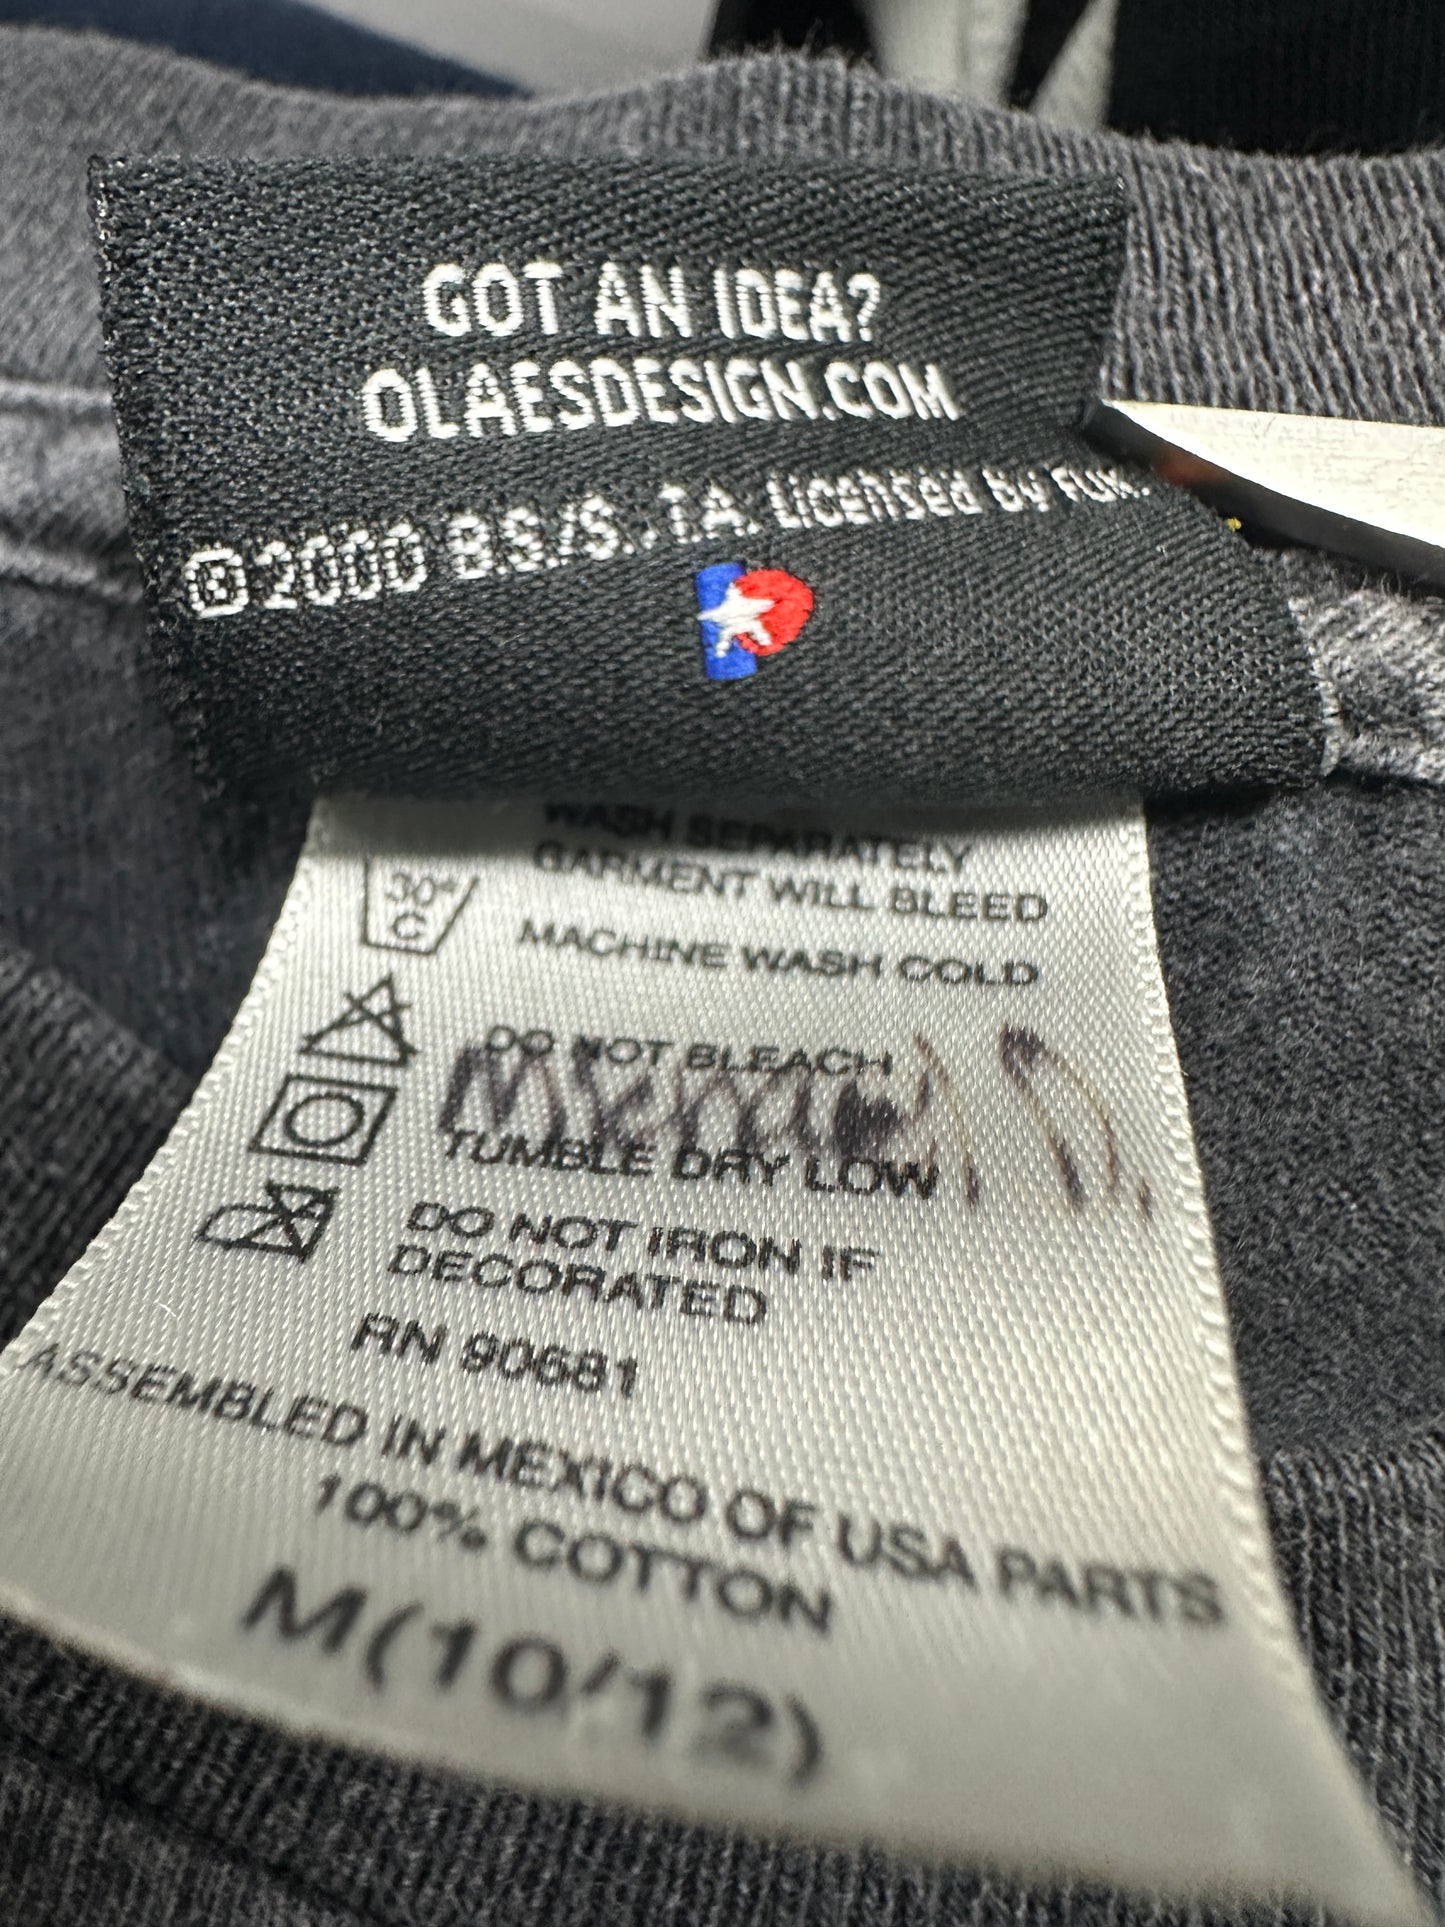 GOT AN IDEA?
OLAESDESIGN.COM
©2000 B.S./S., T.A. Licensed by
WASH SEPARATELY
GARMENT WILL BLEED
30°
C
MACHINE WASH COLD
DO NOT BLEACH
TUMBLE DRY LOW
DO NOT IRON IF
DECORATED
RN 90681
ASSEMBLED IN MEXICO OF USA PARTS
100% COTTON
M(10/12)